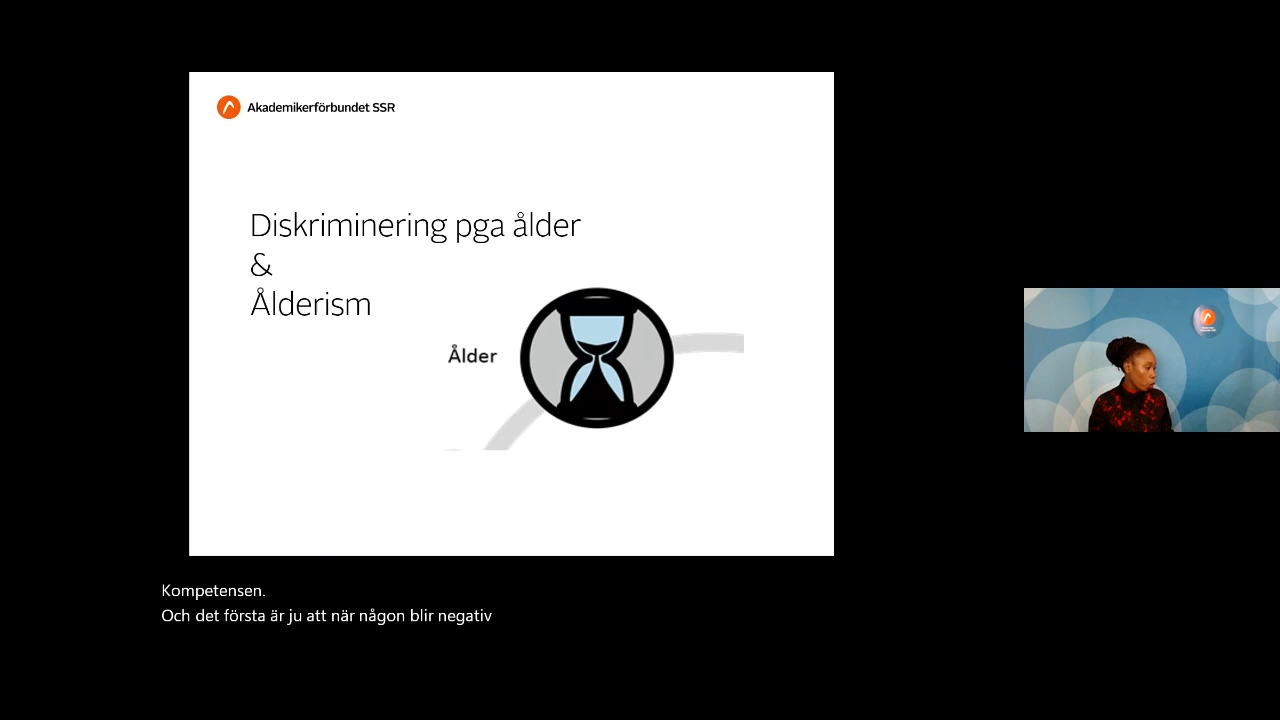 Akademikerförbundet SSR
Diskriminering pga ålder
&
Ålderism
Ålder
Kompetensen.
Och det första är ju att när någon blir negativ